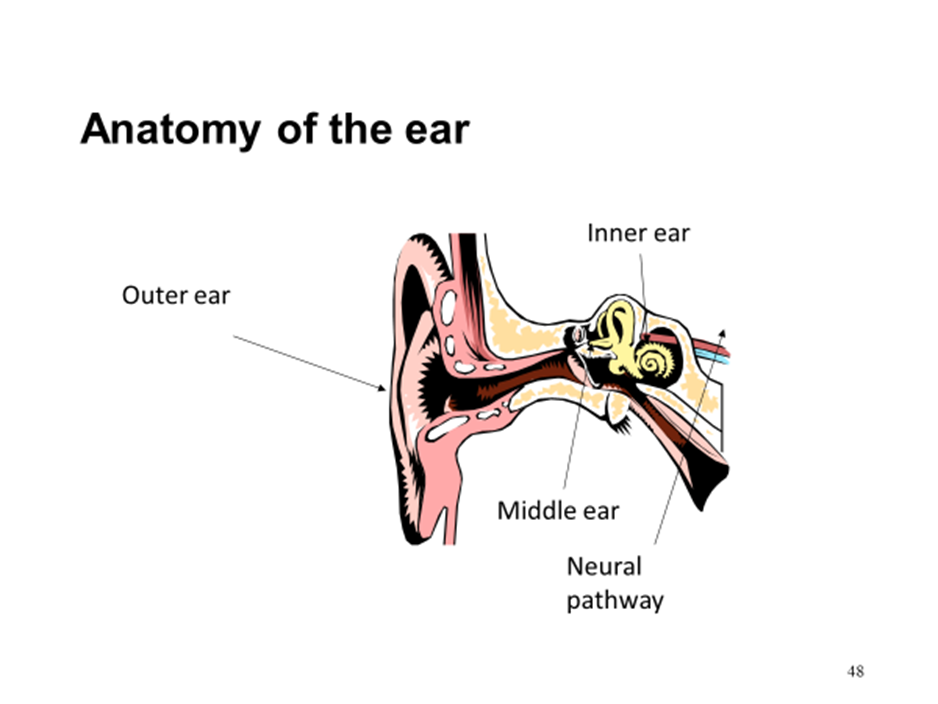 Anatomy of the ear
Inner ear
Outer ear
Middle ear
Neural
pathway
48